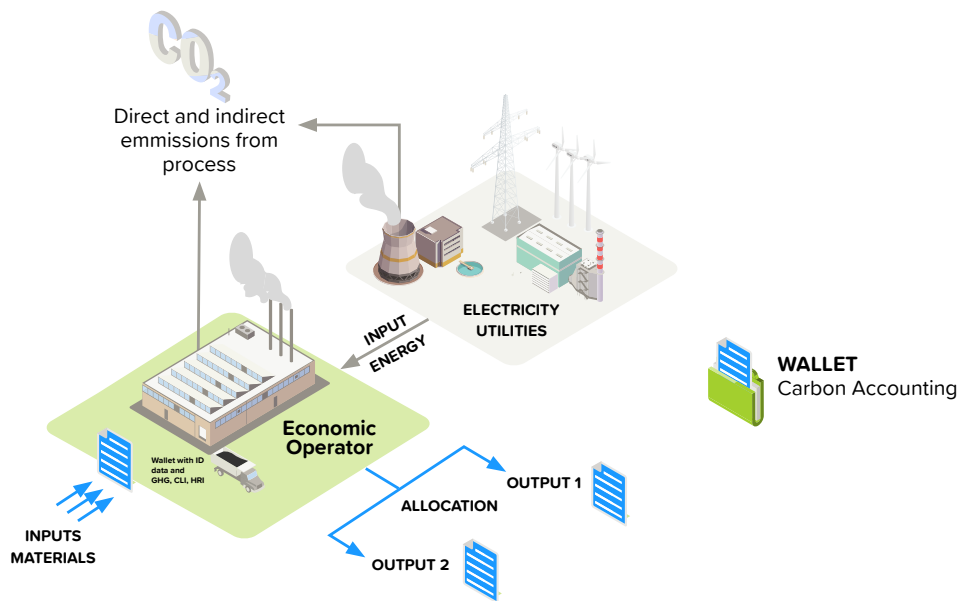 CO2
Direct and indirect
emmissions from
process
ELECTRICITY
UTILITIES
INPUT
ENERGY
WALLET
Carbon Accounting
Economic
Operator
Wallet with ID
data and
GHG, CLI, HRI
INPUTS
MATERIALS
ALLOCATION
OUTPUT 1
OUTPUT 2